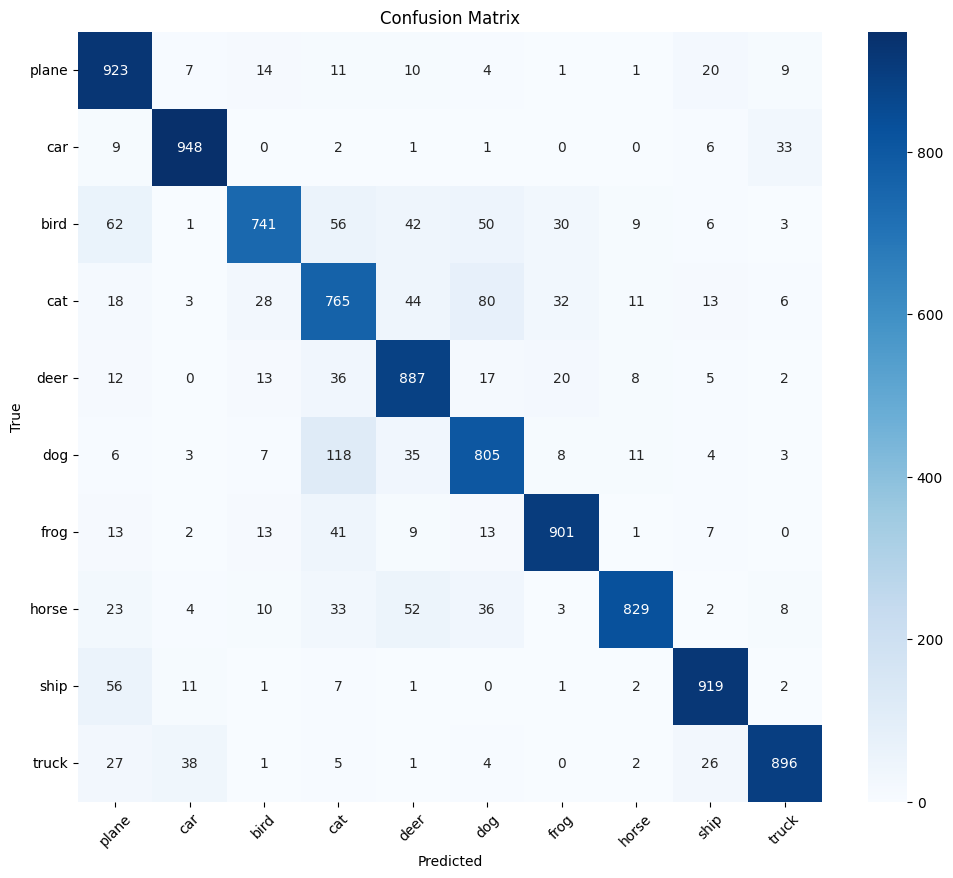 Confusion Matrix
plane 923 7 14 11 10 4 1 1 20 9
car 9 948 0 2 1 1 0 0 6 33
bird 62 1 741 56 42 50 30 9 6 3
cat 18 3 28 765 44 80 32 11 13 6
deer 12 0 13 36 887 17 20 8 5 2
dog 6 3 7 118 35 805 8 11 4 3
frog 13 2 13 41 9 13 901 1 7 0
horse 23 4 10 33 52 36 3 829 2 8
ship 56 11 1 7 1 0 1 2 919 2
truck 27 38 1 5 1 4 0 2 26 896
True
plane car bird cat deer dog frog horse ship truck
Predicted
800
600
400
200
0